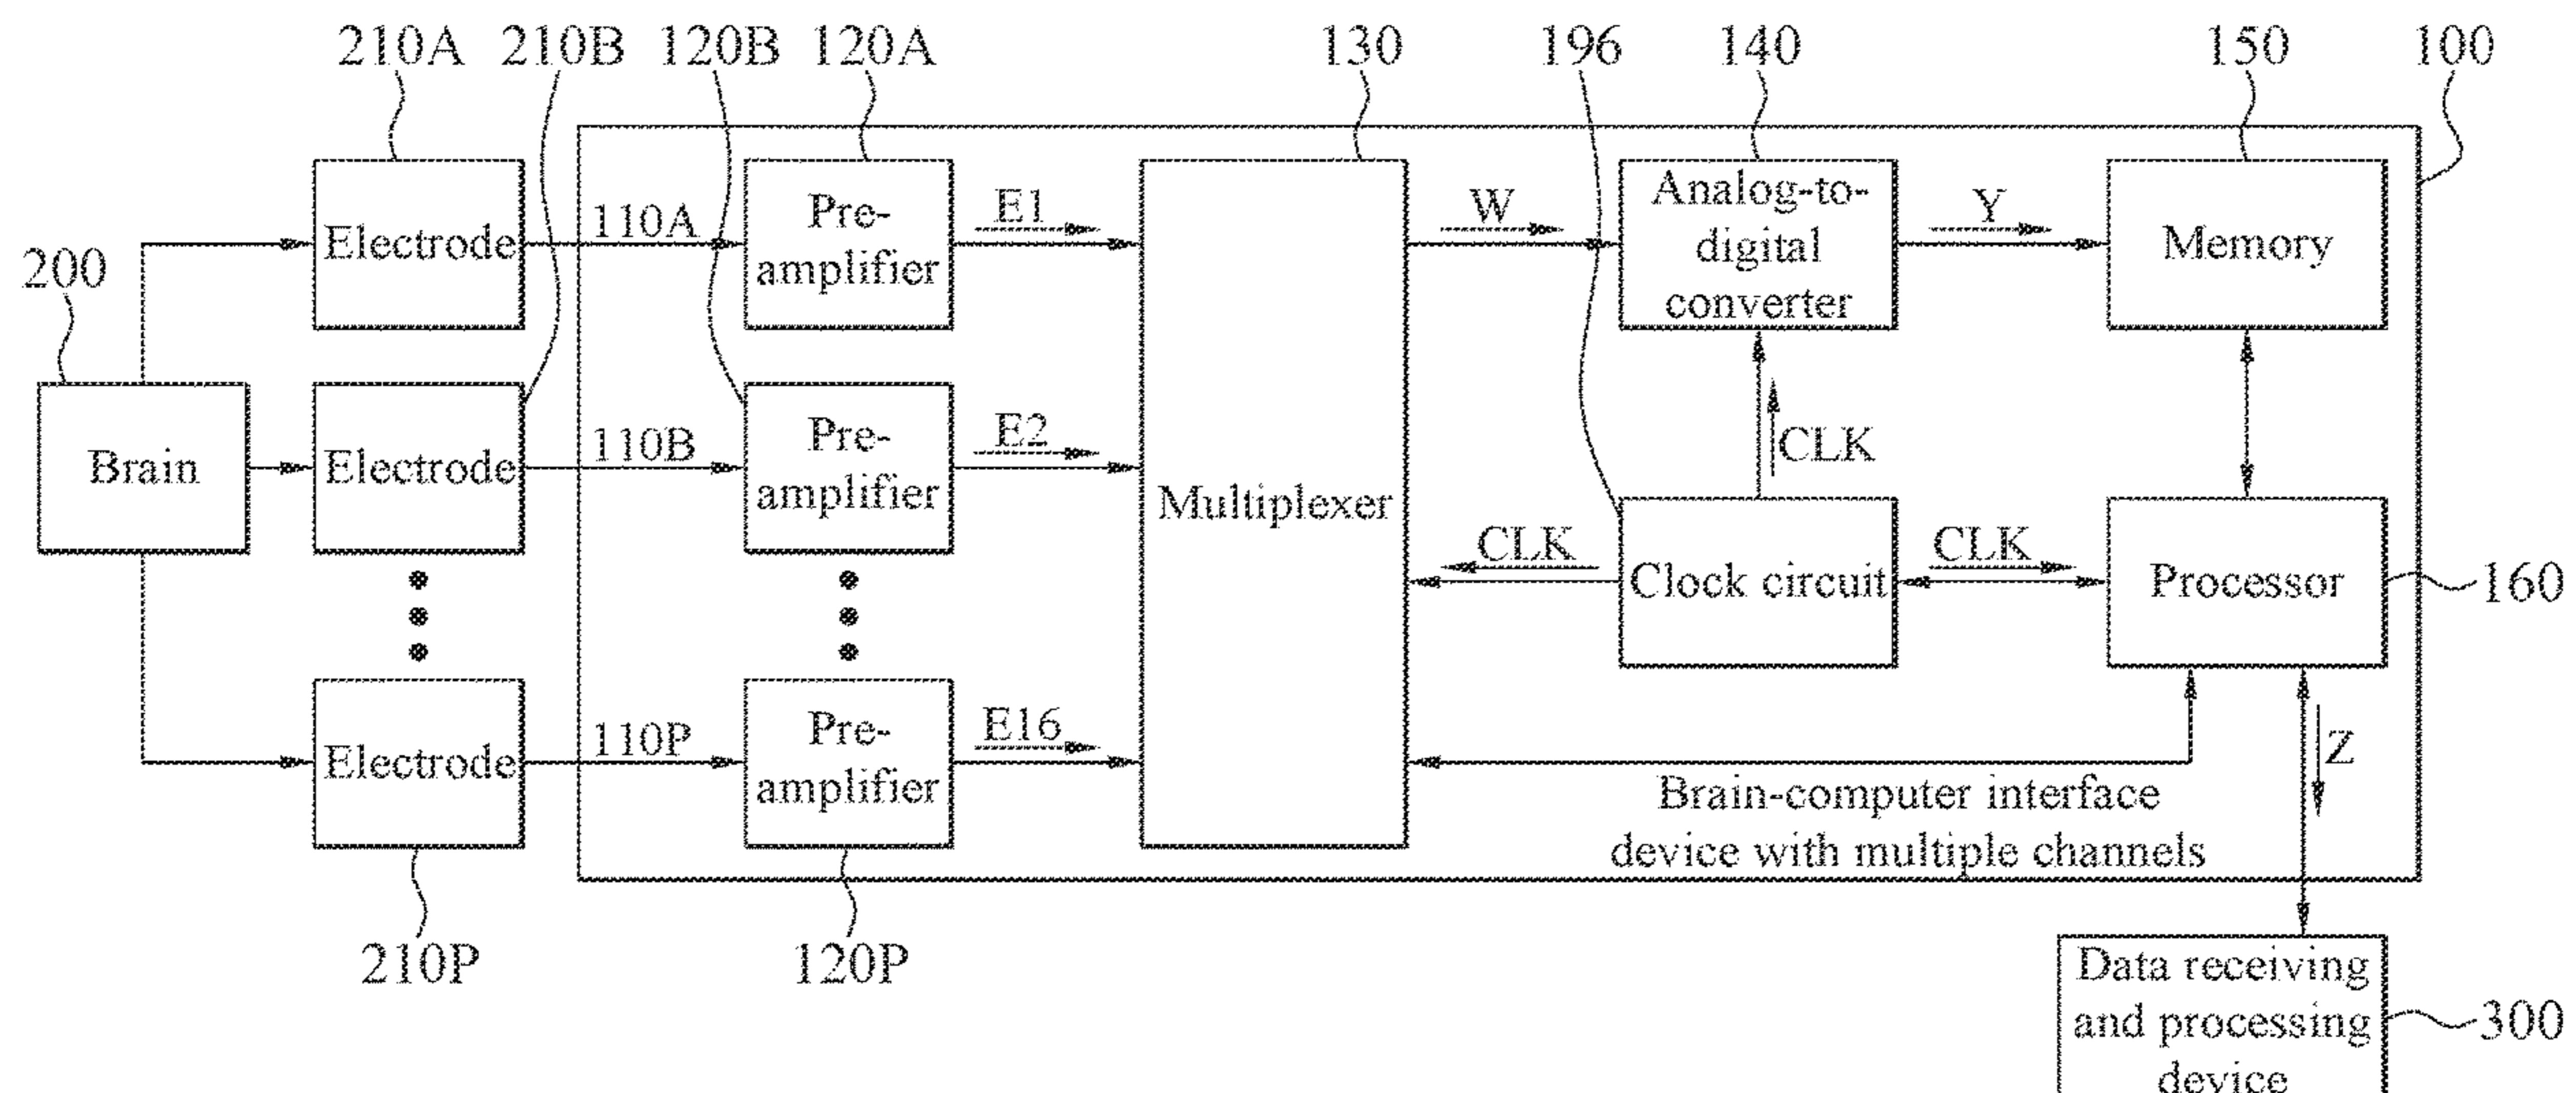 210A 210B 120B 120A 130 196 140 150 100
200
Electrode
110A
Pre-
amplifier
E1
W
Analog-to-
digital
converter
Y
Memory
Brain
Electrode
110B
Pre-
amplifier
E2
Multiplexer
CLK
CLK
Clock circuit
CLK
Processor
160
Electrode
110P
Pre-
amplifier
E16
Z
Brain-computer interface
device with multiple channels
210P
120P
Data receiving
and processing
device
300